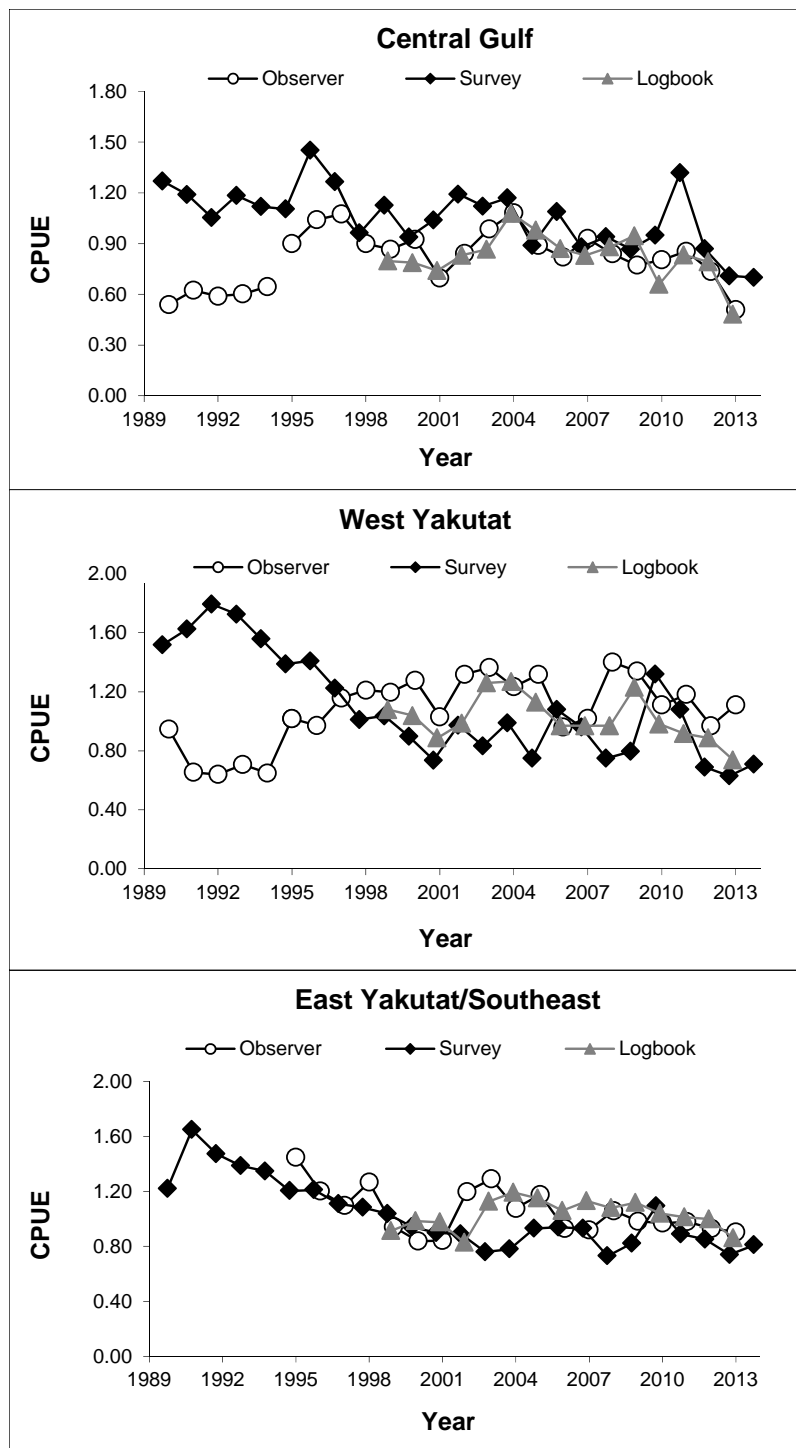 Central Gulf
Observer Survey Logbook
1.80
1.50
1.20
0.90
0.60
0.30
0.00
CPUE
1989 1992 1995 1998 2001 2004 2007 2010 2013
Year
West Yakutat
Observer Survey Logbook
2.00
1.60
1.20
0.80
0.40
0.00
CPUE
1989 1992 1995 1998 2001 2004 2007 2010 2013
Year
East Yakutat/Southeast
Observer Survey Logbook
2.00
1.60
1.20
0.80
0.40
0.00
CPUE
1989 1992 1995 1998 2001 2004 2007 2010 2013
Year